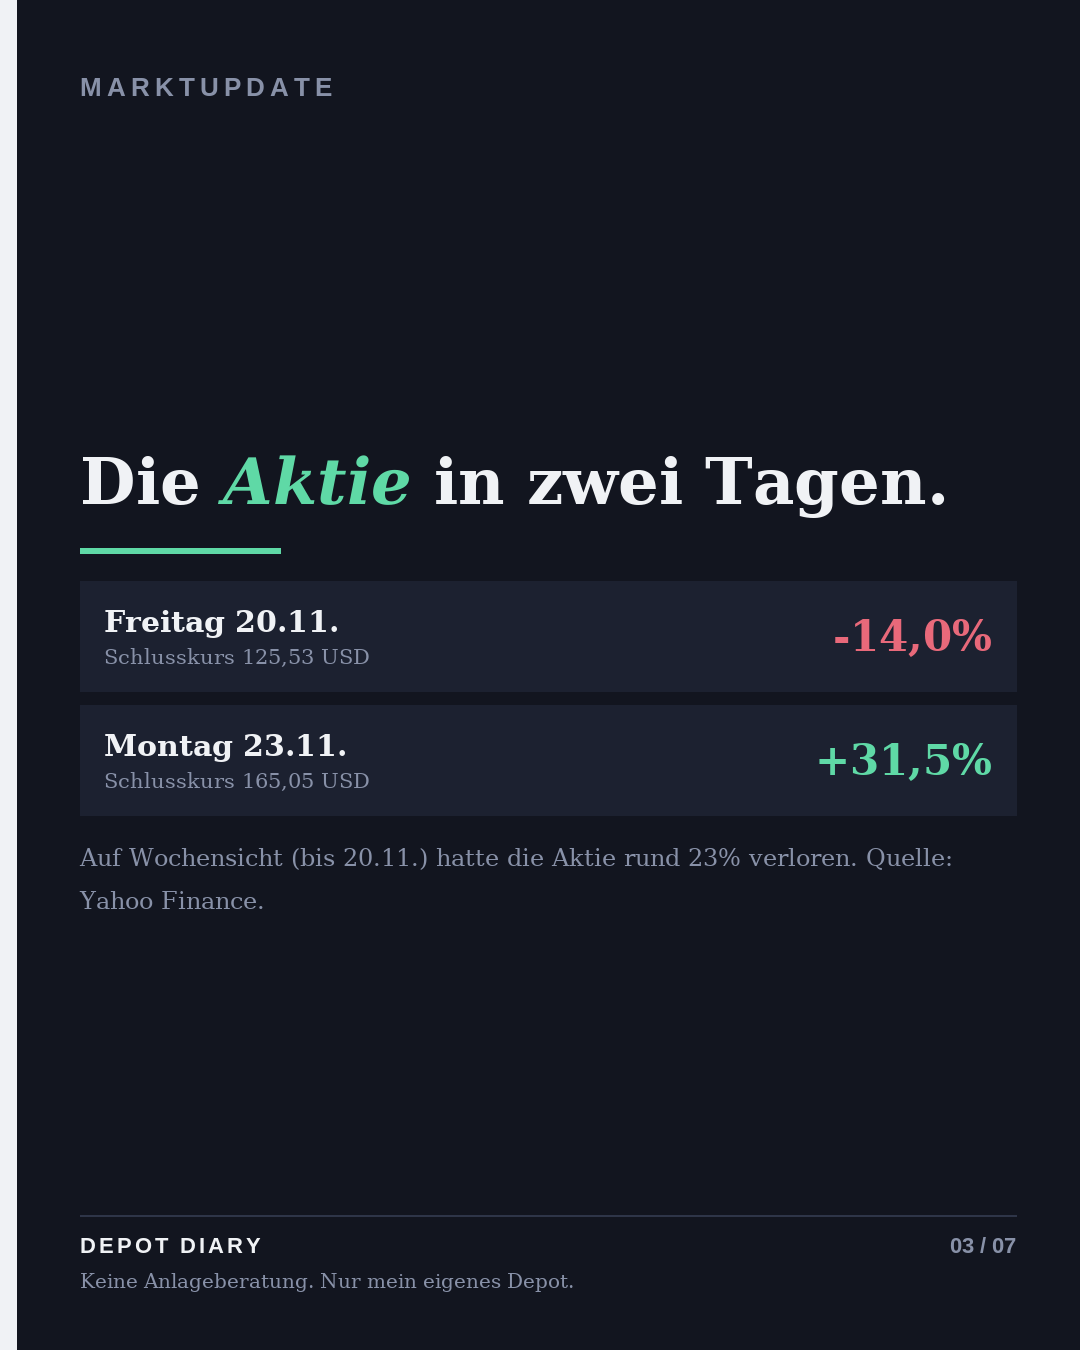 MARKTUPDATE
Die Aktie in zwei Tagen.
Freitag 20.11.
Schlusskurs 125,53 USD
-14,0%
Montag 23.11.
Schlusskurs 165,05 USD
+31,5%
Auf Wochensicht (bis 20.11.) hatte die Aktie rund 23% verloren. Quelle:
Yahoo Finance.
DEPOT DIARY
03 / 07
Keine Anlageberatung. Nur mein eigenes Depot.